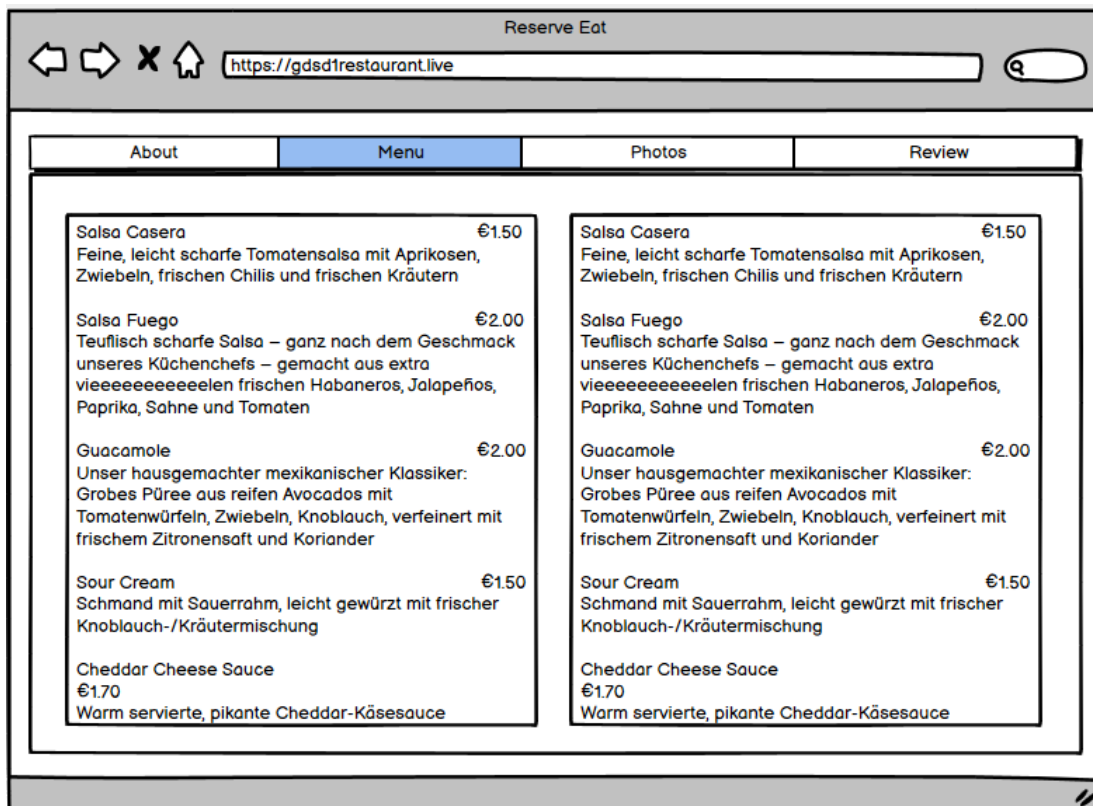 Reserve Eat
https://gdsd1restaurant.live
About Menu Photos Review
Salsa Casera €1.50
Feine, leicht scharfe Tomatensalsa mit Aprikosen,
Zwiebeln, frischen Chilis und frischen Kräutern
Salsa Fuego €2.00
Teuflisch scharfe Salsa – ganz nach dem Geschmack
unseres Küchenchefs – gemacht aus extra
vieeeeeeeeeeelen frischen Habaneros, Jalapeños,
Paprika, Sahne und Tomaten
Guacamole €2.00
Unser hausgemachter mexikanischer Klassiker:
Grobes Püree aus reifen Avocados mit
Tomatenwürfeln, Zwiebeln, Knoblauch, verfeinert mit
frischem Zitronensaft und Koriander
Sour Cream €1.50
Schmand mit Sauerrahm, leicht gewürzt mit frischer
Knoblauch-/Kräutermischung
Cheddar Cheese Sauce
€1.70
Warm servierte, pikante Cheddar-Käsesauce
Salsa Casera €1.50
Feine, leicht scharfe Tomatensalsa mit Aprikosen,
Zwiebeln, frischen Chilis und frischen Kräutern
Salsa Fuego €2.00
Teuflisch scharfe Salsa – ganz nach dem Geschmack
unseres Küchenchefs – gemacht aus extra
vieeeeeeeeeeelen frischen Habaneros, Jalapeños,
Paprika, Sahne und Tomaten
Guacamole €2.00
Unser hausgemachter mexikanischer Klassiker:
Grobes Püree aus reifen Avocados mit
Tomatenwürfeln, Zwiebeln, Knoblauch, verfeinert mit
frischem Zitronensaft und Koriander
Sour Cream €1.50
Schmand mit Sauerrahm, leicht gewürzt mit frischer
Knoblauch-/Kräutermischung
Cheddar Cheese Sauce
€1.70
Warm servierte, pikante Cheddar-Käsesauce